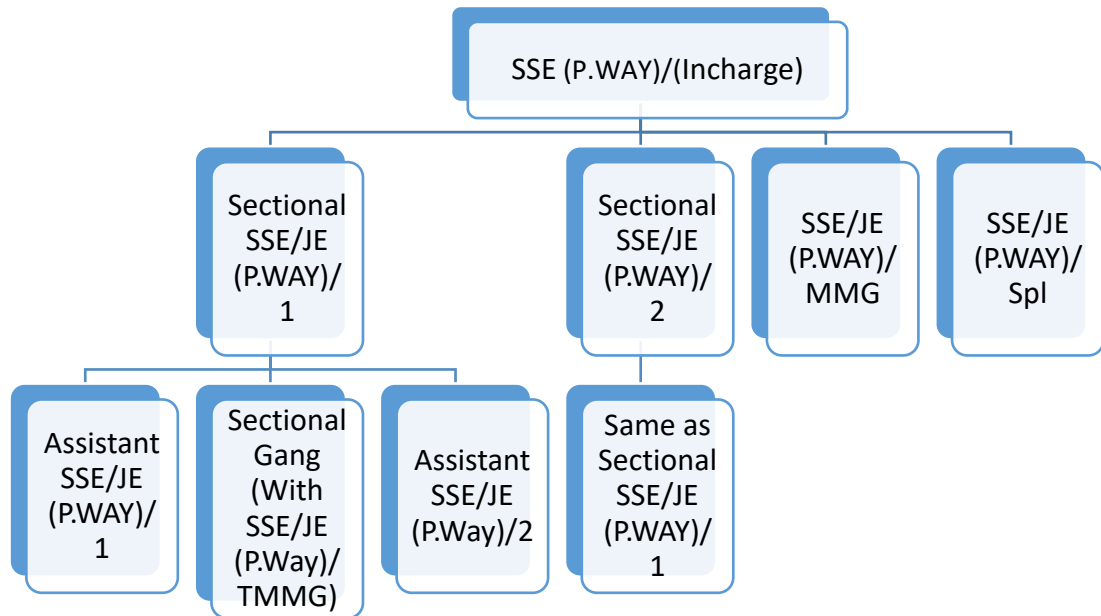 SSE (P.WAY)/(Incharge)
Sectional
SSE/JE
(P.WAY)/
1
Sectional
SSE/JE
(P.WAY)/
2
SSE/JE
(P.WAY)/
MMG
SSE/JE
(P.WAY)/
Spl
Assistant
SSE/JE
(P.WAY)/
1
Sectional
Gang
(With
SSE/JE
(P.Way)/
TMMG)
Assistant
SSE/JE
(P.Way)/2
Same as
Sectional
SSE/JE
(P.WAY)/
1